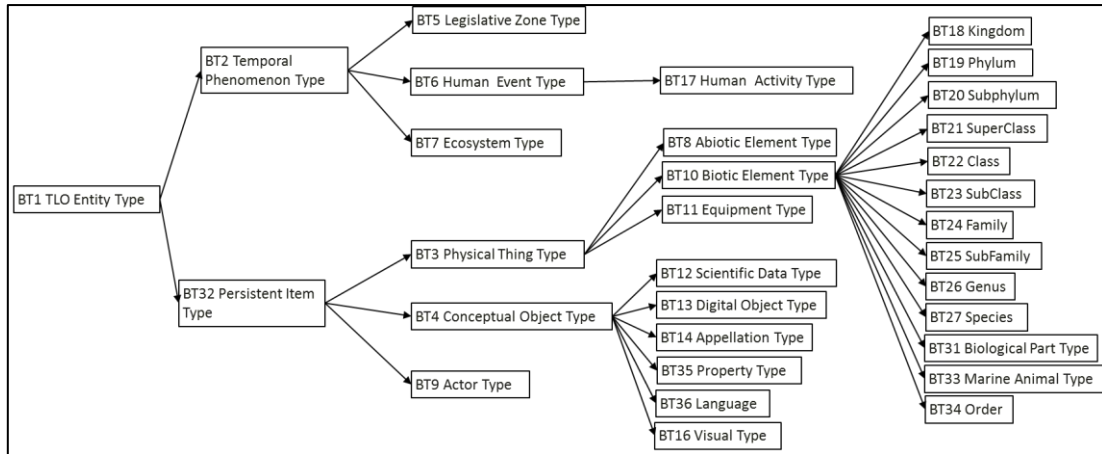 BT1 TLO Entity Type
BT2 Temporal
Phenomenon Type
BT32 Persistent Item
Type
BT5 Legislative Zone Type
BT6 Human Event Type
BT7 Ecosystem Type
BT3 Physical Thing Type
BT4 Conceptual Object Type
BT9 Actor Type
BT17 Human Activity Type
BT8 Abiotic Element Type
BT10 Biotic Element Type
BT11 Equipment Type
BT12 Scientific Data Type
BT13 Digital Object Type
BT14 Appellation Type
BT35 Property Type
BT36 Language
BT16 Visual Type
BT18 Kingdom
BT19 Phylum
BT20 Subphylum
BT21 SuperClass
BT22 Class
BT23 SubClass
BT24 Family
BT25 SubFamily
BT26 Genus
BT27 Species
BT31 Biological Part Type
BT33 Marine Animal Type
BT34 Order